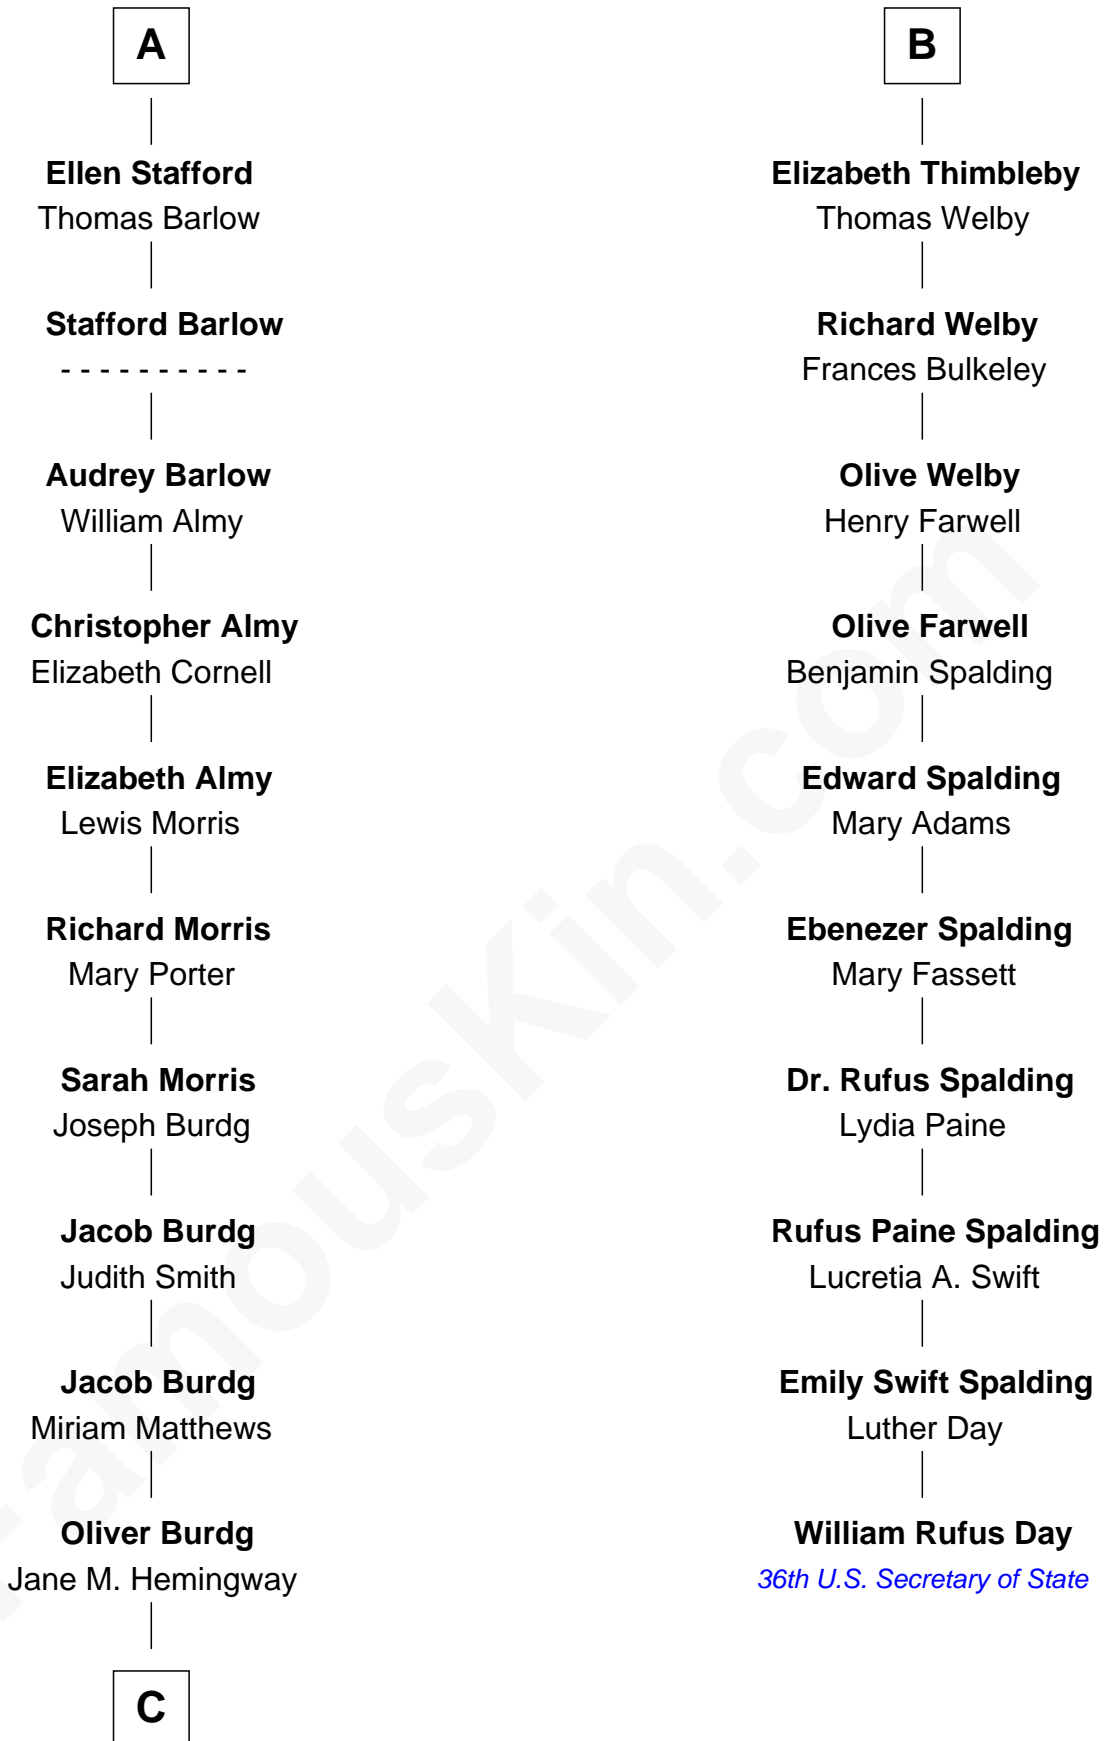 A
Ellen Stafford
Thomas Barlow
Stafford Barlow
- - - - - - - - - -
Audrey Barlow
William Almy
Christopher Almy
Elizabeth Cornell
Elizabeth Almy
Lewis Morris
Richard Morris
Mary Porter
Sarah Morris
Joseph Burdg
Jacob Burdg
Judith Smith
Jacob Burdg
Miriam Matthews
Oliver Burdg
Jane M. Hemingway
C
B
Elizabeth Thimbleby
Thomas Welby
Richard Welby
Frances Bulkeley
Olive Welby
Henry Farwell
Olive Farwell
Benjamin Spalding
Edward Spalding
Mary Adams
Ebenezer Spalding
Mary Fassett
Dr. Rufus Spalding
Lydia Paine
Rufus Paine Spalding
Lucretia A. Swift
Emily Swift Spalding
Luther Day
William Rufus Day
36th U.S. Secretary of State
FamousKin.com